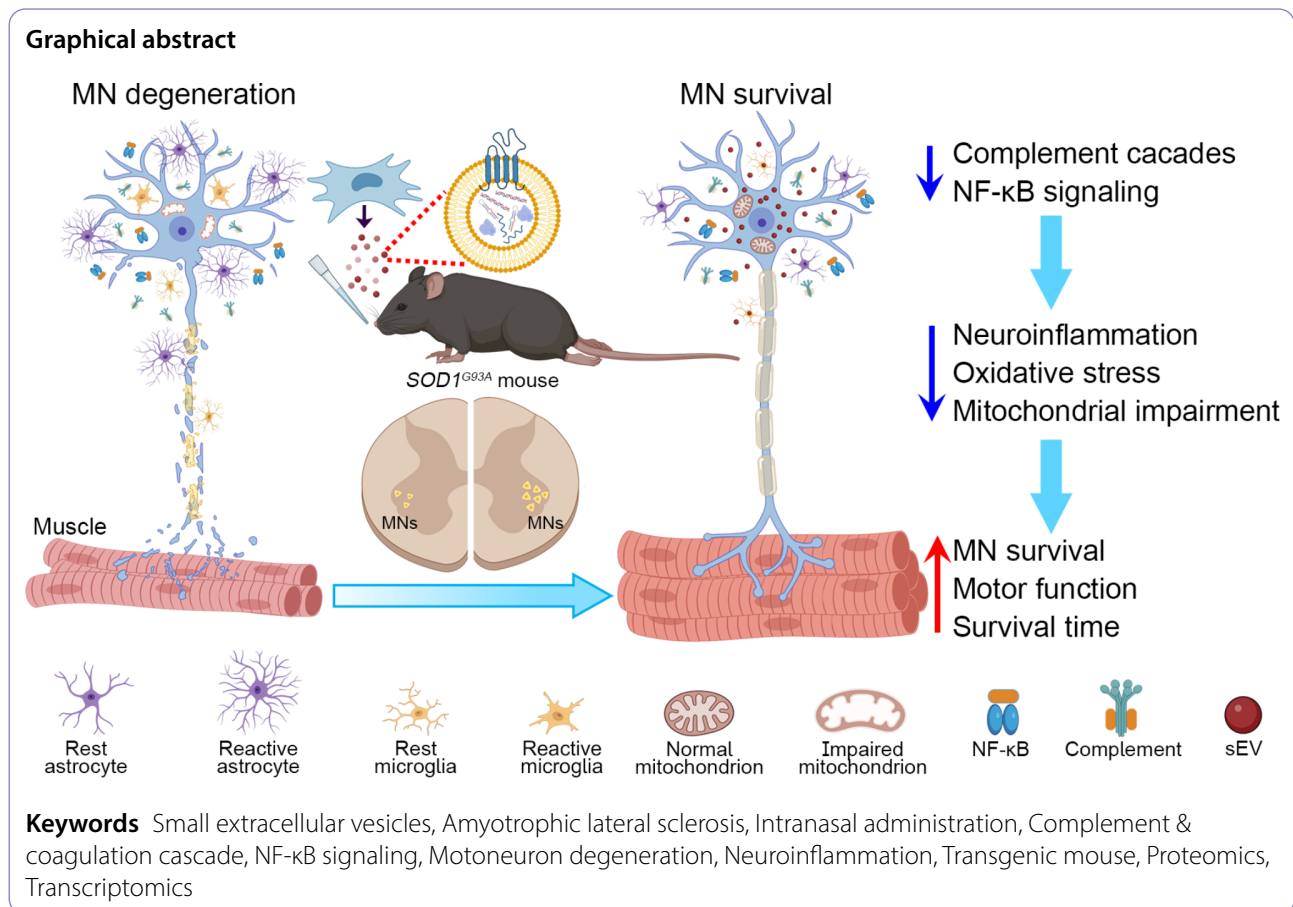 Graphical abstract
MN degeneration
MN survival
Complement cacades
NF-κB signaling
SOD1G93A mouse
Neuroinflammation
Oxidative stress
Mitochondrial impairment
MNs
MNs
Muscle
MN survival
Motor function
Survival time
Rest
astrocyte
Reactive
astrocyte
Rest
microglia
Reactive
microglia
Normal
mitochondrion
Impaired
mitochondrion
NF-κB
Complement
sEV
Keywords Small extracellular vesicles, Amyotrophic lateral sclerosis, Intranasal administration, Complement &
coagulation cascade, NF-κB signaling, Motoneuron degeneration, Neuroinflammation, Transgenic mouse, Proteomics,
Transcriptomics